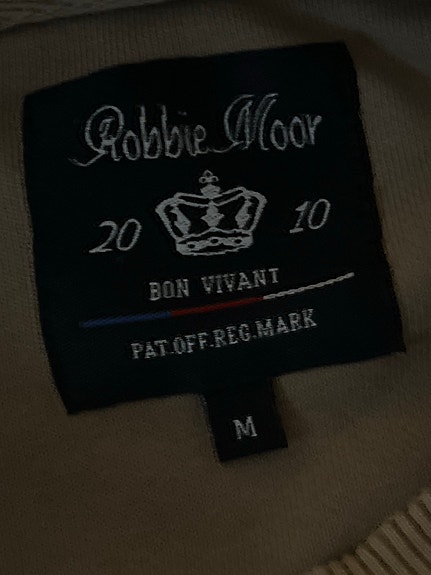 Robbie Moor
20 10
BON VIVANT
PAT.OFF.REG.MARK
M